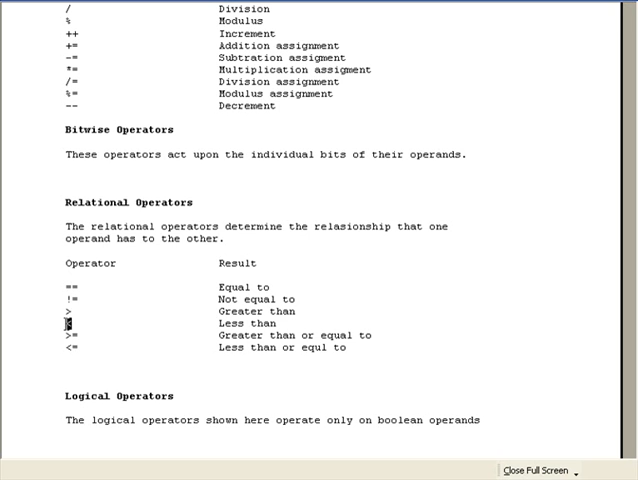 / Division
% Modulus
++ Increment
+= Addition assignment
-= Subtration assigment
*= Multiplication assigment
/= Division assignment
%= Modulus assignment
-- Decrement
Bitwise Operators
These operators act upon the individual bits of their operands.
Relational Operators
The relational operators determine the relasionship that one
operand has to the other.
Operator Result
== Equal to
!= Not equal to
> Greater than
< Less than
>= Greater than or equal to
<= Less than or equl to
Logical Operators
The logical operators shown here operate only on boolean operands
Close Full Screen